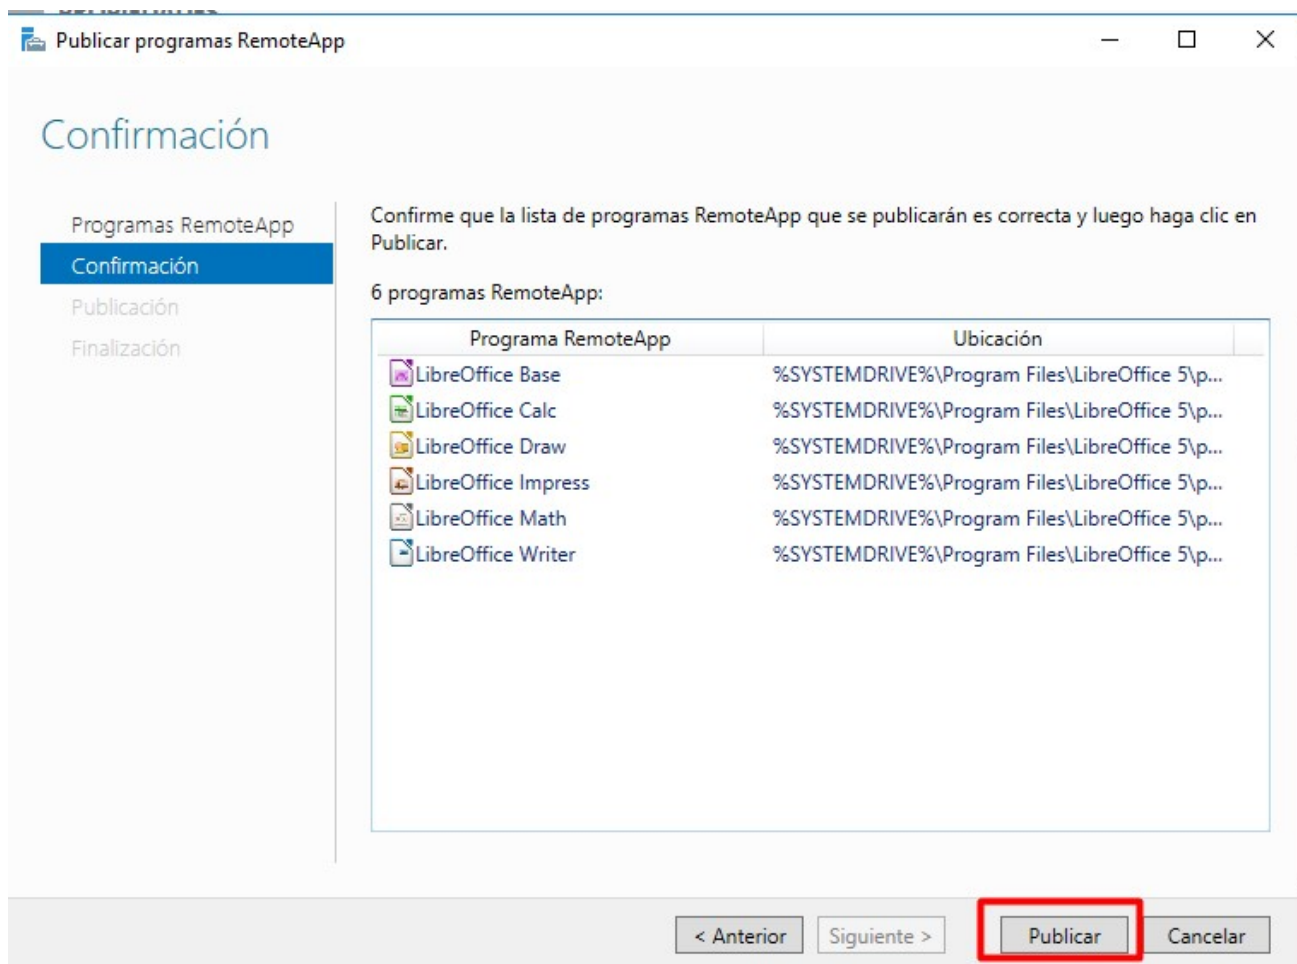 Publicar programas RemoteApp
Confirmación
Programas RemoteApp
Confirmación
Publicación
Finalización
Confirme que la lista de programas RemoteApp que se publicarán es correcta y luego haga clic en
Publicar.
6 programas RemoteApp:
Programa RemoteApp Ubicación
LibreOffice Base %SYSTEMDRIVE%\Program Files\LibreOffice 5\p...
LibreOffice Calc %SYSTEMDRIVE%\Program Files\LibreOffice 5\p...
LibreOffice Draw %SYSTEMDRIVE%\Program Files\LibreOffice 5\p...
LibreOffice Impress %SYSTEMDRIVE%\Program Files\LibreOffice 5\p...
LibreOffice Math %SYSTEMDRIVE%\Program Files\LibreOffice 5\p...
LibreOffice Writer %SYSTEMDRIVE%\Program Files\LibreOffice 5\p...
< Anterior Siguiente > Publicar Cancelar